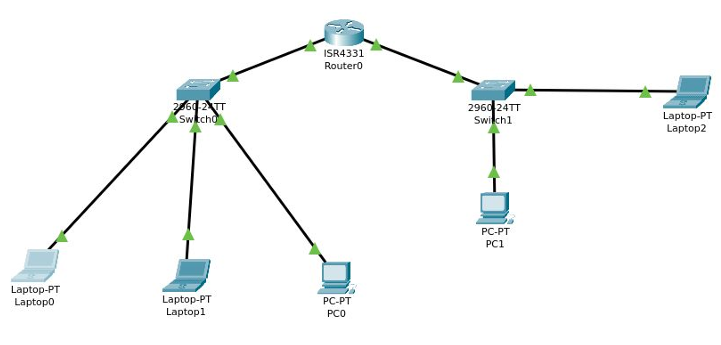 ISR4331
Router0
2960-24TT
Switch0
2960-24TT
Switch1
Laptop-PT
Laptop2
PC-PT
PC1
Laptop-PT
Laptop0
Laptop-PT
Laptop1
PC-PT
PC0